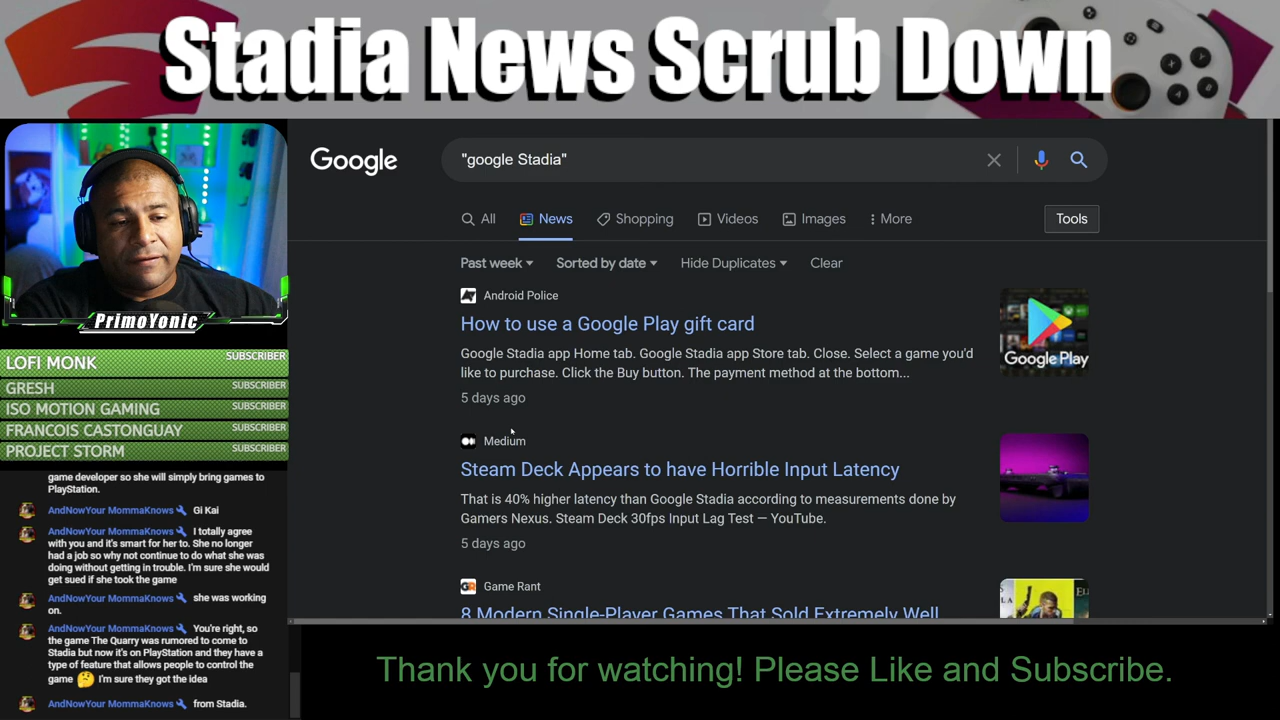 Stadia News Scrub Down
PrimoYonic
LOFI MONK SUBSCRIBER
GRESH SUBSCRIBER
ISO MOTION GAMING SUBSCRIBER
FRANCOIS CASTONGUAY SUBSCRIBER
PROJECT STORM SUBSCRIBER
game developer so she will simply bring games to
PlayStation.
AndNowYour MommaKnows Gi Kai
AndNowYour MommaKnows I totally agree
with you and it's smart for her to. She no longer
had a job so why not continue to do what she was
doing without getting in trouble. I'm sure she would
get sued if she took the game
AndNowYour MommaKnows she was working
on.
AndNowYour MommaKnows You're right, so
the game The Quarry was rumored to come to
Stadia but now it's on PlayStation and they have a
type of feature that allows people to control the
game 🤔 I'm sure they got the idea
AndNowYour MommaKnows from Stadia.
Google
"google Stadia"
All News Shopping Videos Images More Tools
Past week Sorted by date Hide Duplicates Clear
Android Police
How to use a Google Play gift card
Google Stadia app Home tab. Google Stadia app Store tab. Close. Select a game you'd
like to purchase. Click the Buy button. The payment method at the bottom...
5 days ago
Google Play
Medium
Steam Deck Appears to have Horrible Input Latency
That is 40% higher latency than Google Stadia according to measurements done by
Gamers Nexus. Steam Deck 30fps Input Lag Test — YouTube.
5 days ago
Game Rant
8 Modern Single-Player Games That Sold Extremely Well
Thank you for watching! Please Like and Subscribe.